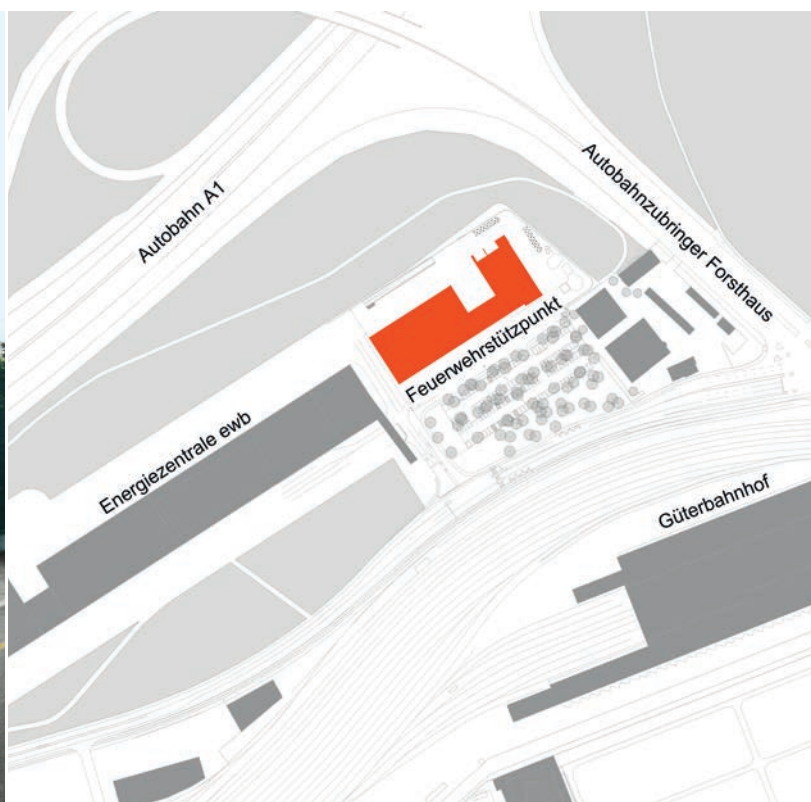 Autobahn A1
Autobahnzubringer Forsthaus
Feuerwehrstützpunkt
Energiezentrale ewb
Güterbahnhof